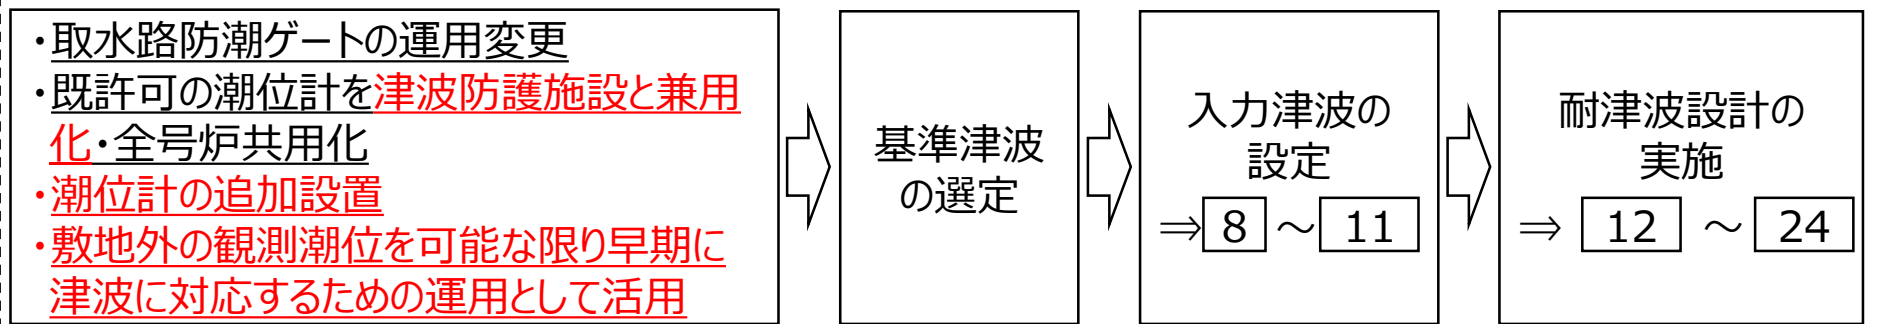 ・取水路防潮ゲートの運用変更
・既許可の潮位計を津波防護施設と兼用
化・全号炉共用化
・潮位計の追加設置
・敷地外の観測潮位を可能な限り早期に
津波に対応するための運用として活用
基準津波
の選定
入力津波の
設定
⇒ 8 ～ 11
耐津波設計の
実施
⇒ 12 ～ 24